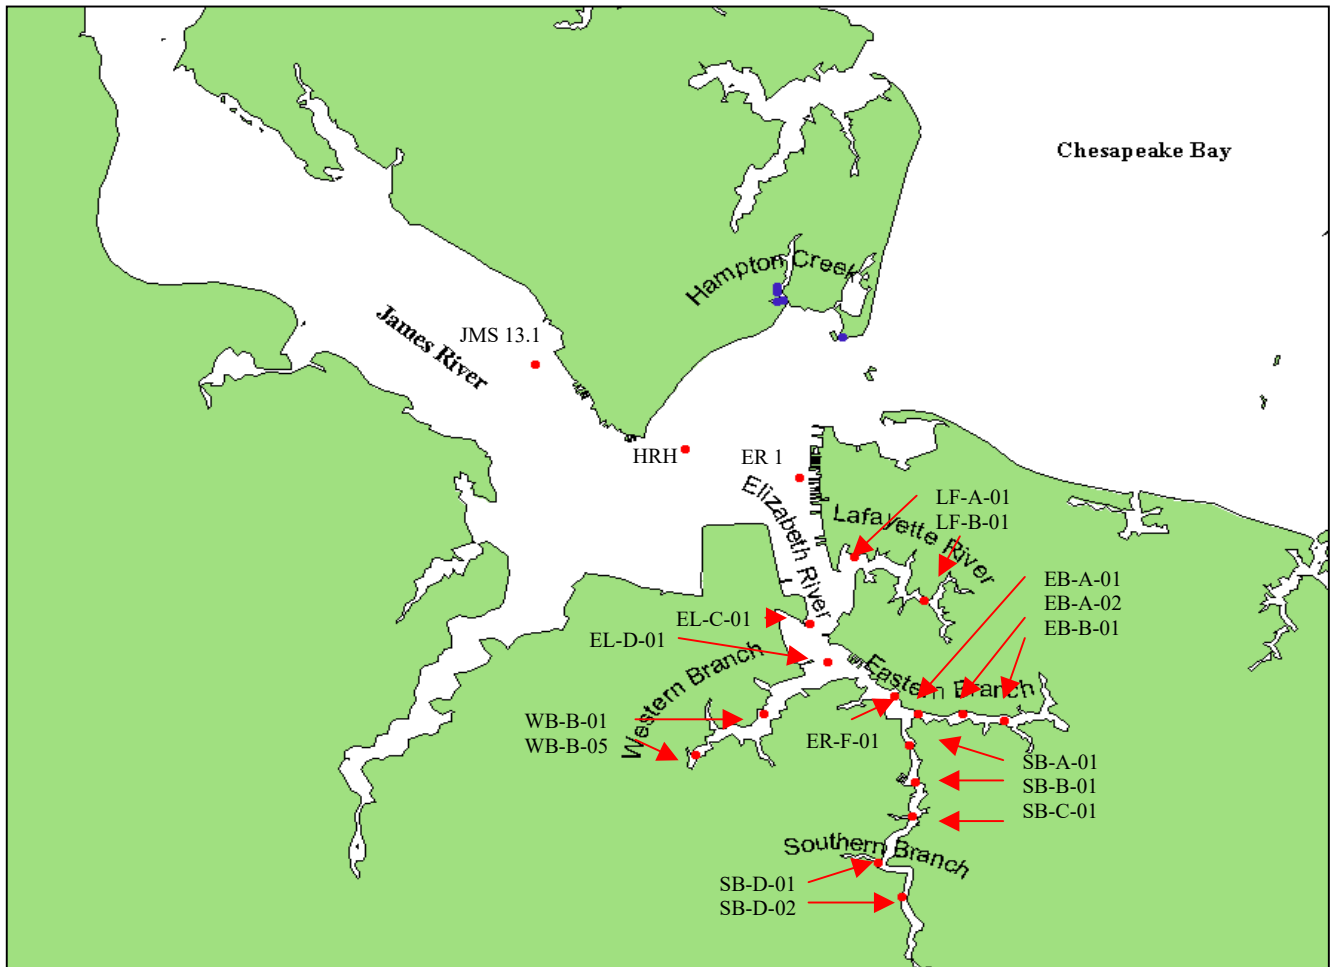 Chesapeake Bay
Hampton Creek
James River
JMS 13.1
HRH
ER 1
Elizabeth River
Lafayette River
LF-A-01
LF-B-01
EB-A-01
EB-A-02
EB-B-01
EL-C-01
EL-D-01
Western Branch
Eastern Branch
WB-B-01
WB-B-05
ER-F-01
SB-A-01
SB-B-01
SB-C-01
Southern Branch
SB-D-01
SB-D-02